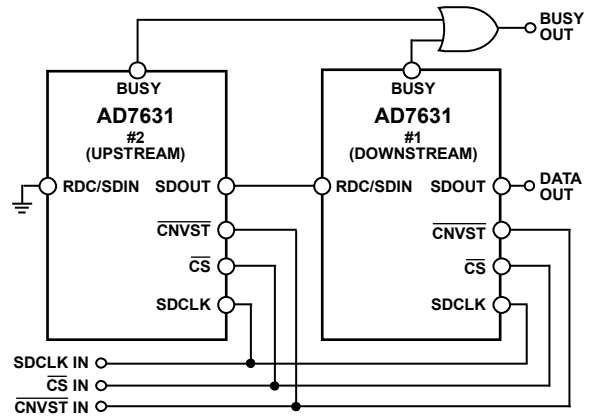 BUSY
OUT
BUSY
BUSY
AD7631
#2
(UPSTREAM)
AD7631
#1
(DOWNSTREAM)
RDC/SDIN
SDOUT
RDC/SDIN
SDOUT
DATA
OUT
CNVST
CNVST
CS
CS
SDCLK
SDCLK
SDCLK IN
CS IN
CNVST IN